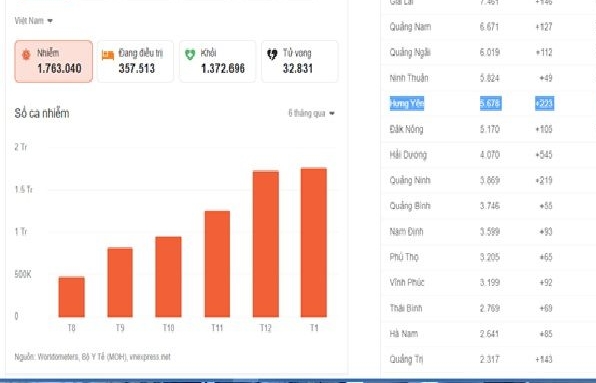 Việt Nam
Nhiễm
1.763.040
Đang điều trị
357.513
Khỏi
1.372.696
Tử vong
32.831
Số ca nhiễm
6 tháng qua
2 Tr
1.5 Tr
1 Tr
500K
0
T8 T9 T10 T11 T12 T1
Nguồn: Worldometers, Bộ Y Tế (MOH), vnexpress.net
Gia Lai 7.461 +146
Quảng Nam 6.671 +127
Quảng Ngãi 6.019 +112
Ninh Thuận 5.824 +49
Hưng Yên 5.678 +223
Đắk Nông 5.170 +105
Hải Dương 4.070 +545
Quảng Ninh 3.869 +219
Quảng Bình 3.746 +55
Nam Định 3.599 +93
Phú Thọ 3.205 +65
Vĩnh Phúc 3.199 +92
Thái Bình 2.769 +69
Hà Nam 2.641 +85
Quảng Trị 2.317 +143